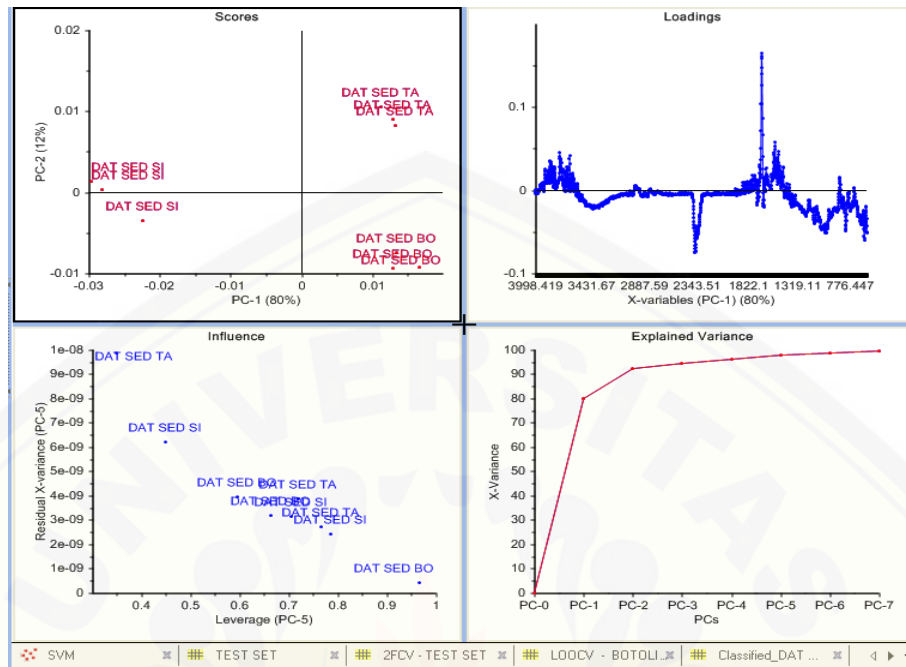 Scores
0.02
0.01
0
-0.01
PC-2 (12%)
DAT SED TA
DAT SED TA
DAT SED TA
DAT SED SI
DAT SED SI
DAT SED SI
DAT SED BO
DAT SED BO
DAT SED BO
-0.03
-0.02
-0.01
0
0.01
PC-1 (80%)
Loadings
0.1
0
-0.1
3998.419
3431.67
2887.59
2343.51
1822.1
1319.11
776.447
X-variables (PC-1) (80%)
Influence
1e-08
9e-09
8e-09
7e-09
6e-09
5e-09
4e-09
3e-09
2e-09
1e-09
0
Residual X-variance (PC-5)
DAT SED TA
DAT SED SI
DAT SED BO
DAT SED TA
DAT SED SI
DAT SED TA
DAT SED SI
DAT SED BO
0.4
0.5
0.6
0.7
0.8
0.9
1
Leverage (PC-5)
Explained Variance
100
90
80
70
60
50
40
30
20
10
0
X-Variance
PC-0
PC-1
PC-2
PC-3
PC-4
PC-5
PC-6
PC-7
PCs
UNIVERSITAS
SVM
TEST SET
2FCV - TEST SET
LOOCV - BOTOLI...
Classified_DAT ...